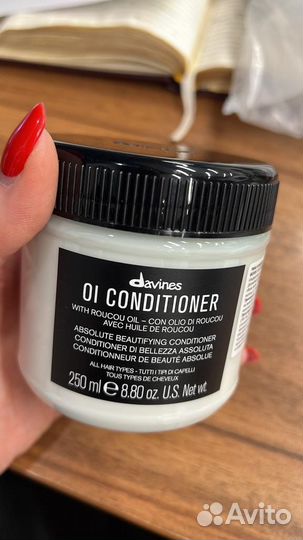 davines
OI CONDITIONER
WITH ROUCOU OIL – CON OLIO DI ROUCOU
AVEC HUILE DE ROUCOU
ABSOLUTE BEAUTIFYING CONDITIONER
CONDITIONER DI BELLEZZA ASSOLUTA
CONDITIONNEUR DE BEAUTÉ ABSOLUE
ALL HAIR TYPES - TUTTI I TIPI DI CAPELLI
TOUS TYPES DE CHEVEUX
250 ml ℮ 8.80 oz. U.S. Net wt.
Avito